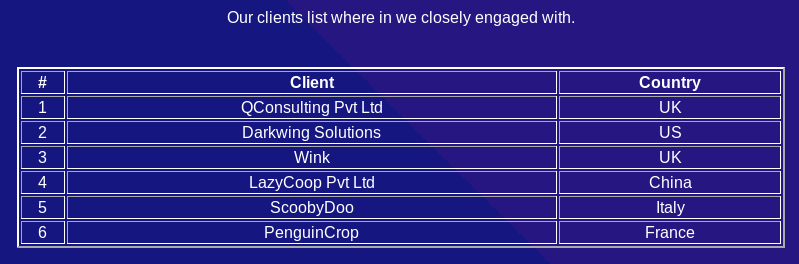 Our clients list where in we closely engaged with.
# Client Country
1 QConsulting Pvt Ltd UK
2 Darkwing Solutions US
3 Wink UK
4 LazyCoop Pvt Ltd China
5 ScoobyDoo Italy
6 PenguinCrop France